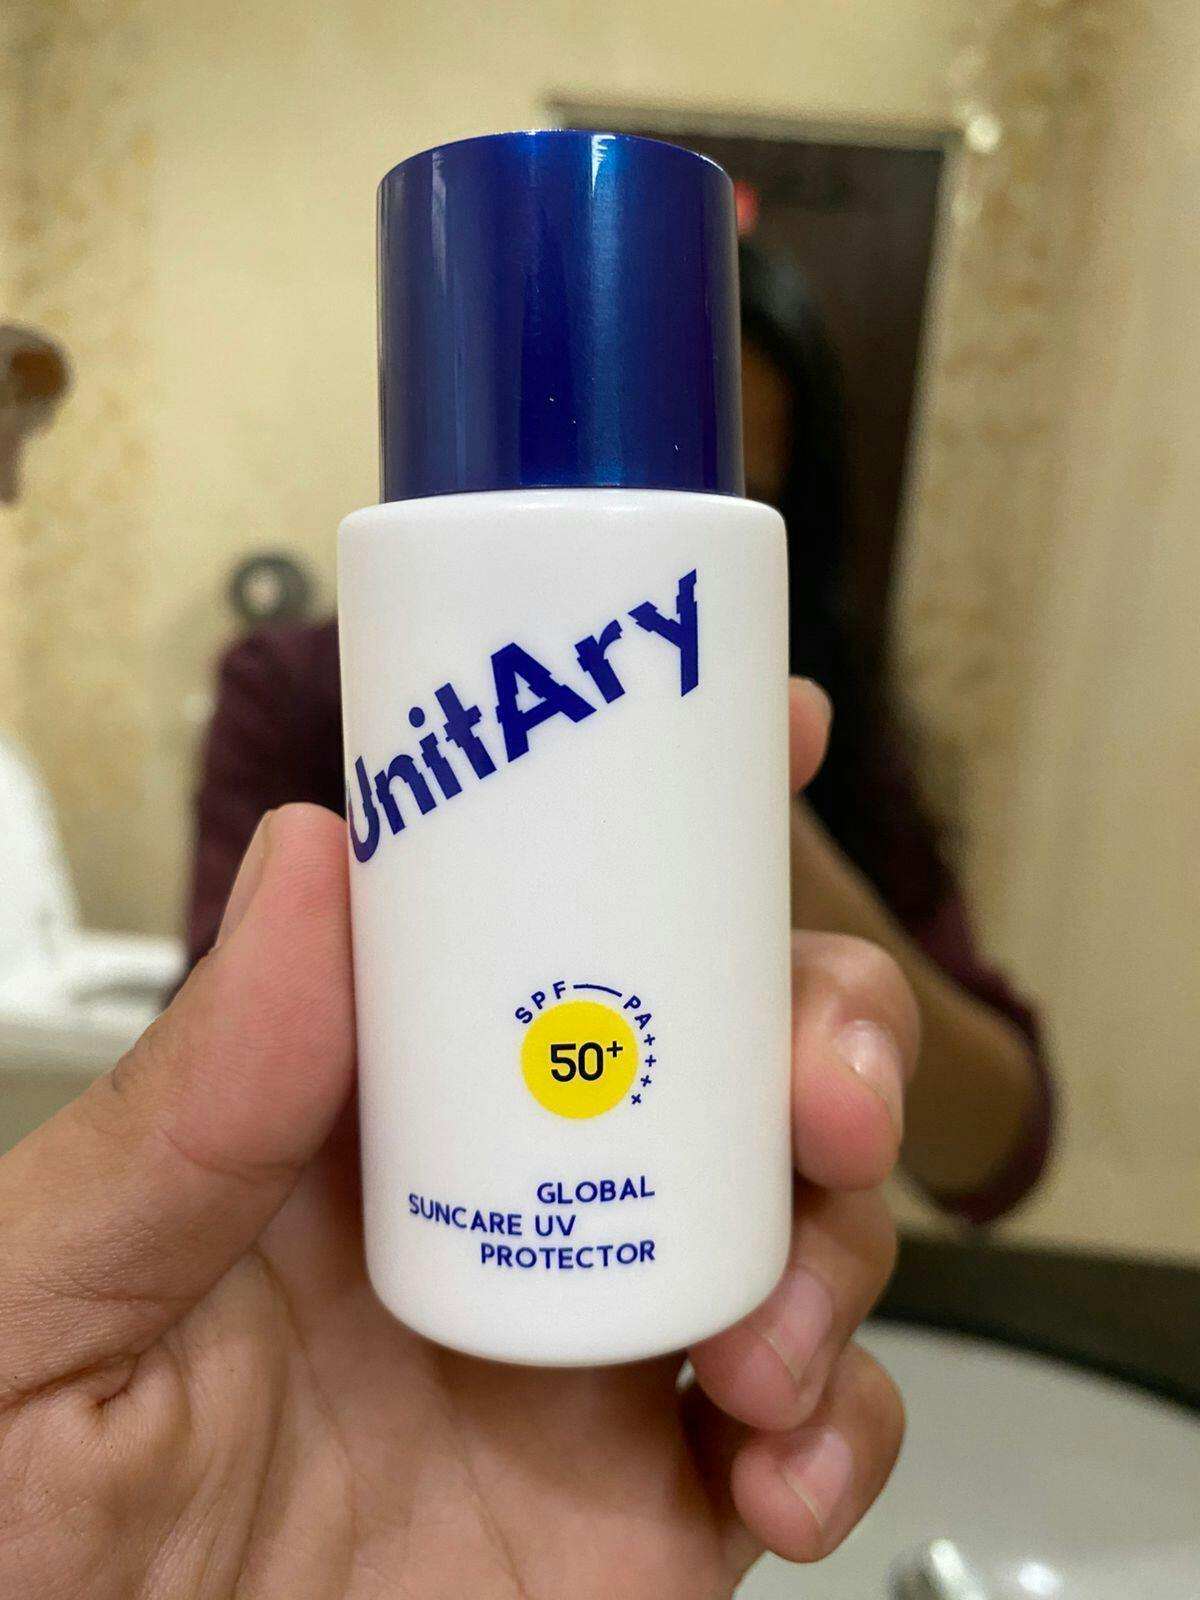 UnitAry
SPF—PA++++
50+
GLOBAL
SUNCARE UV
PROTECTOR